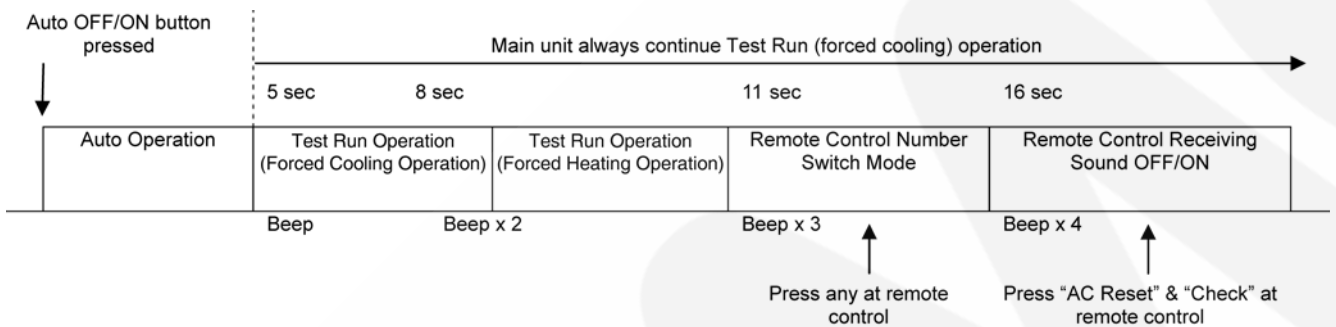 Auto OFF/ON button
pressed
Main unit always continue Test Run (forced cooling) operation
5 sec
8 sec
11 sec
16 sec
Auto Operation
Test Run Operation
(Forced Cooling Operation)
Test Run Operation
(Forced Heating Operation)
Remote Control Number
Switch Mode
Remote Control Receiving
Sound OFF/ON
Beep
Beep x 2
Beep x 3
Beep x 4
Press any at remote
control
Press “AC Reset” & “Check” at
remote control